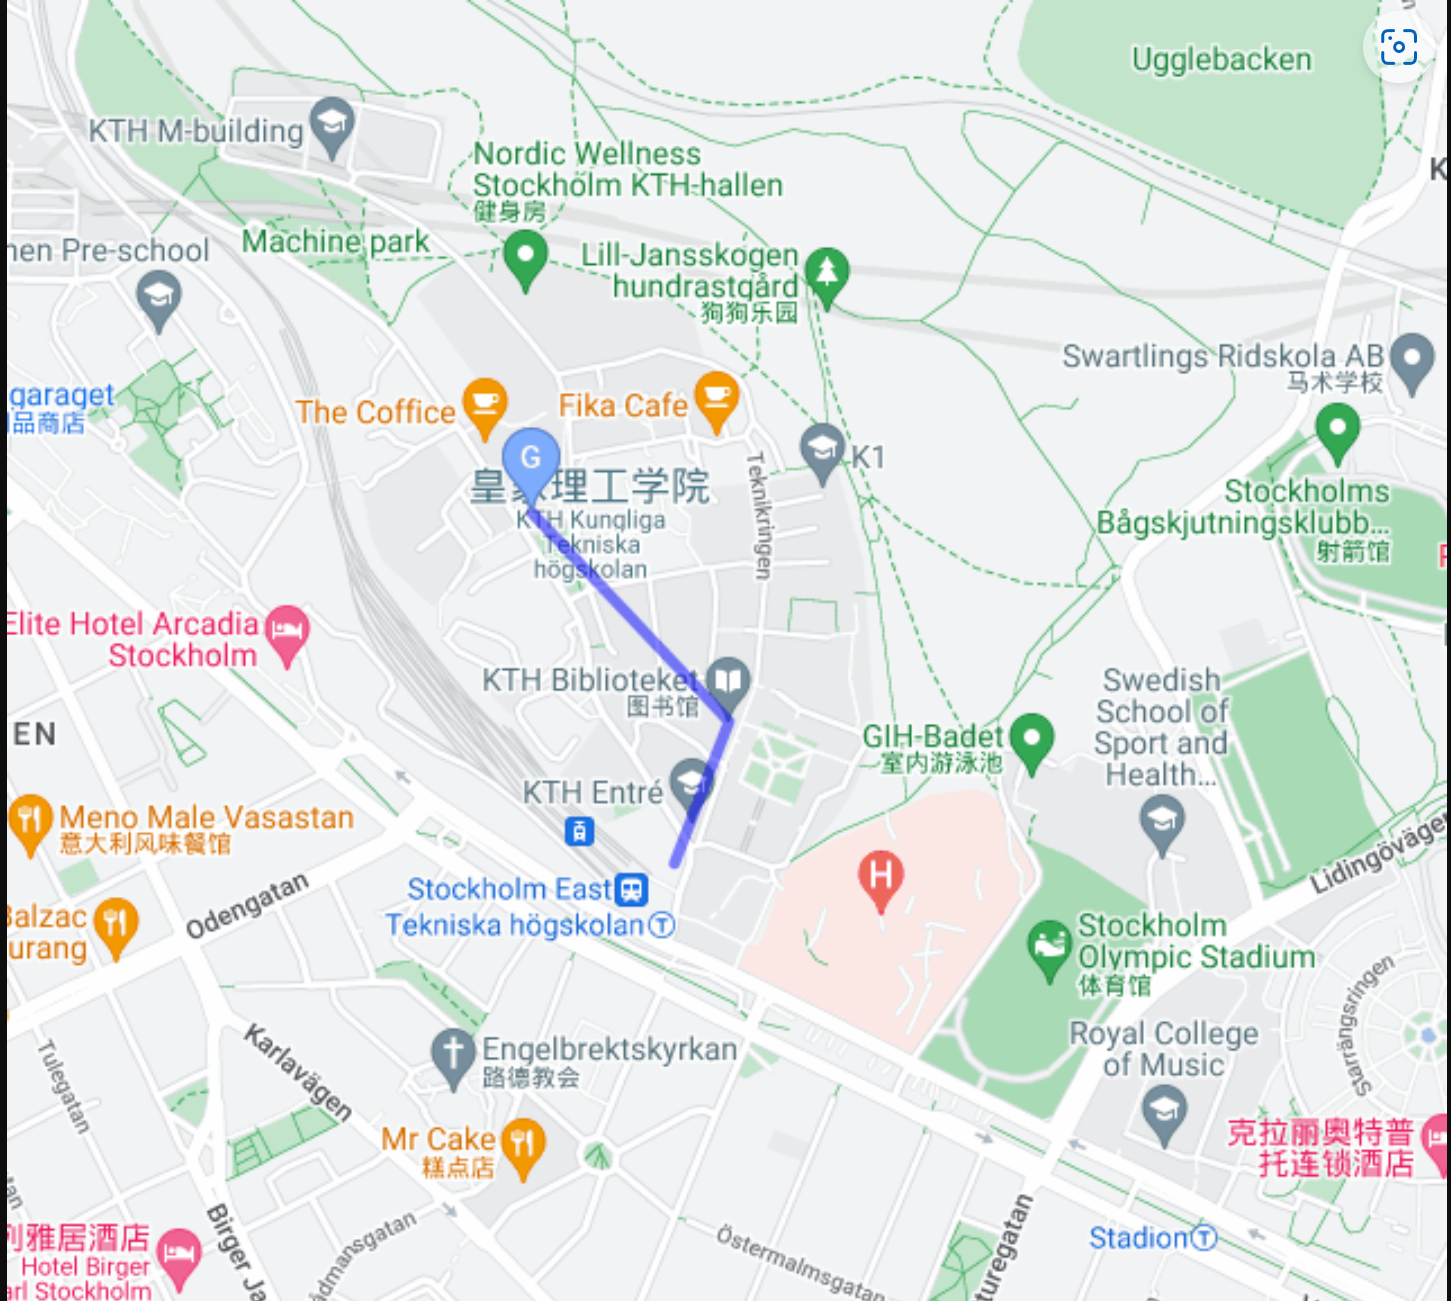 Ugglebacken
KTH M-building
Nordic Wellness
Stockholm KTH-hallen
健身房
K
Machine park
nen Pre-school
Lill-Jansskogen
hundrastgård
狗狗乐园
Swartlings Ridskola AB
马术学校
garaget
品商店
The Coffice
Fika Cafe
G
K1
皇家理工学院
KTH Kungliga
Tekniska
högskolan
Teknikringen
Stockholms
Bågskjutningsklubb...
射箭馆
Elite Hotel Arcadia
Stockholm
KTH Biblioteket
图书馆
Swedish
School of
Sport and
Health...
EN
GIH-Badet
室内游泳池
KTH Entré
Meno Male Vasastan
意大利风味餐馆
Lidingövägen
H
Stockholm East
Tekniska högskolan T
Odengatan
Balzac
urang
Stockholm
Olympic Stadium
体育馆
Starrängsringen
Royal College
of Music
Engelbrektskyrkan
路德教会
Karlavägen
Tulegatan
Mr Cake
糕点店
克拉丽奥特普
托连锁酒店
列雅居酒店
Hotel Birger
arl Stockholm
Birger Ja
ådmansgatan
Östermalmsgatan
turegatan
Stadion T